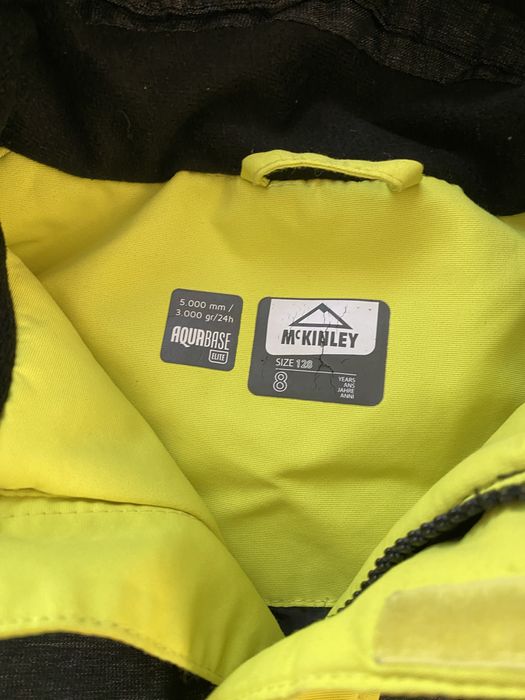 5.000 mm /
3.000 gr/24h
AQUABASE
ELITE
McKINLEY
SIZE 128
8
YEARS
ANS
JAHRE
ANNI